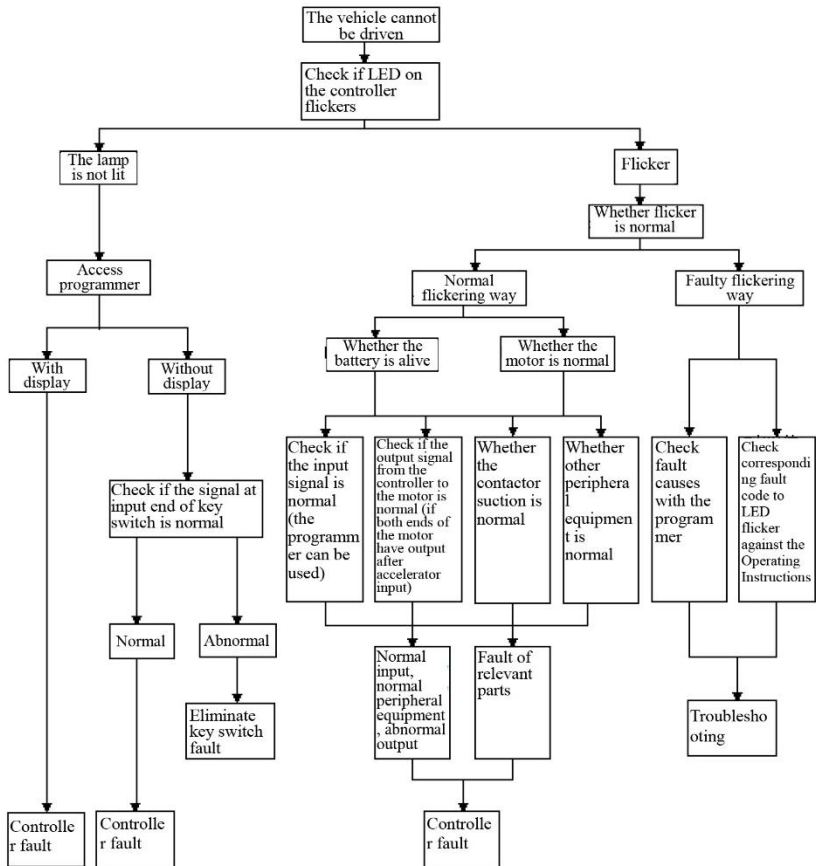 The vehicle cannot
be driven
Check if LED on
the controller
flickers
The lamp
is not lit
Flicker
Whether flicker
is normal
Access
programmer
Normal
flickering way
Faulty flickering
way
Whether the
battery is alive
Whether the
motor is normal
With
display
Without
display
Check if
the input
signal is
normal
(the
programm
er can be
used)
Check if the
output signal
from the
controller to
the motor is
normal (if
both ends of
the motor
have output
after
accelerator
input)
Whether
the
contactor
suction is
normal
Whether
other
peripheral
l
equipmen
t is
normal
Check
fault
causes
with the
program
mer
Check
correspondi
ng fault
code to
LED
flicker
against the
Operating
Instructions
Check if the signal at
input end of key
switch is normal
Normal
Abnormal
Eliminate
key switch
fault
Normal
input,
normal
peripheral
equipment
, abnormal
output
Fault of
relevant
parts
Troublesho
oting
Controlle
r fault
Controlle
r fault
Controlle
r fault